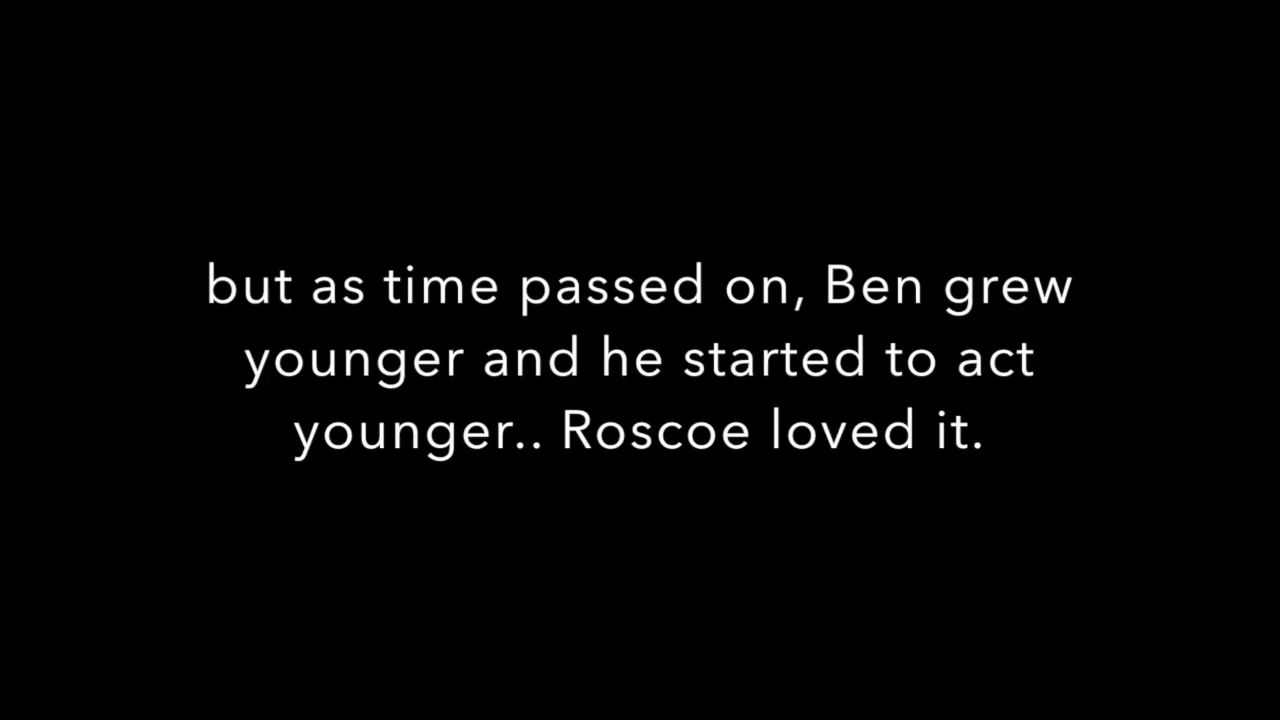 but as time passed on, Ben grew
younger and he started to act
younger.. Roscoe loved it.